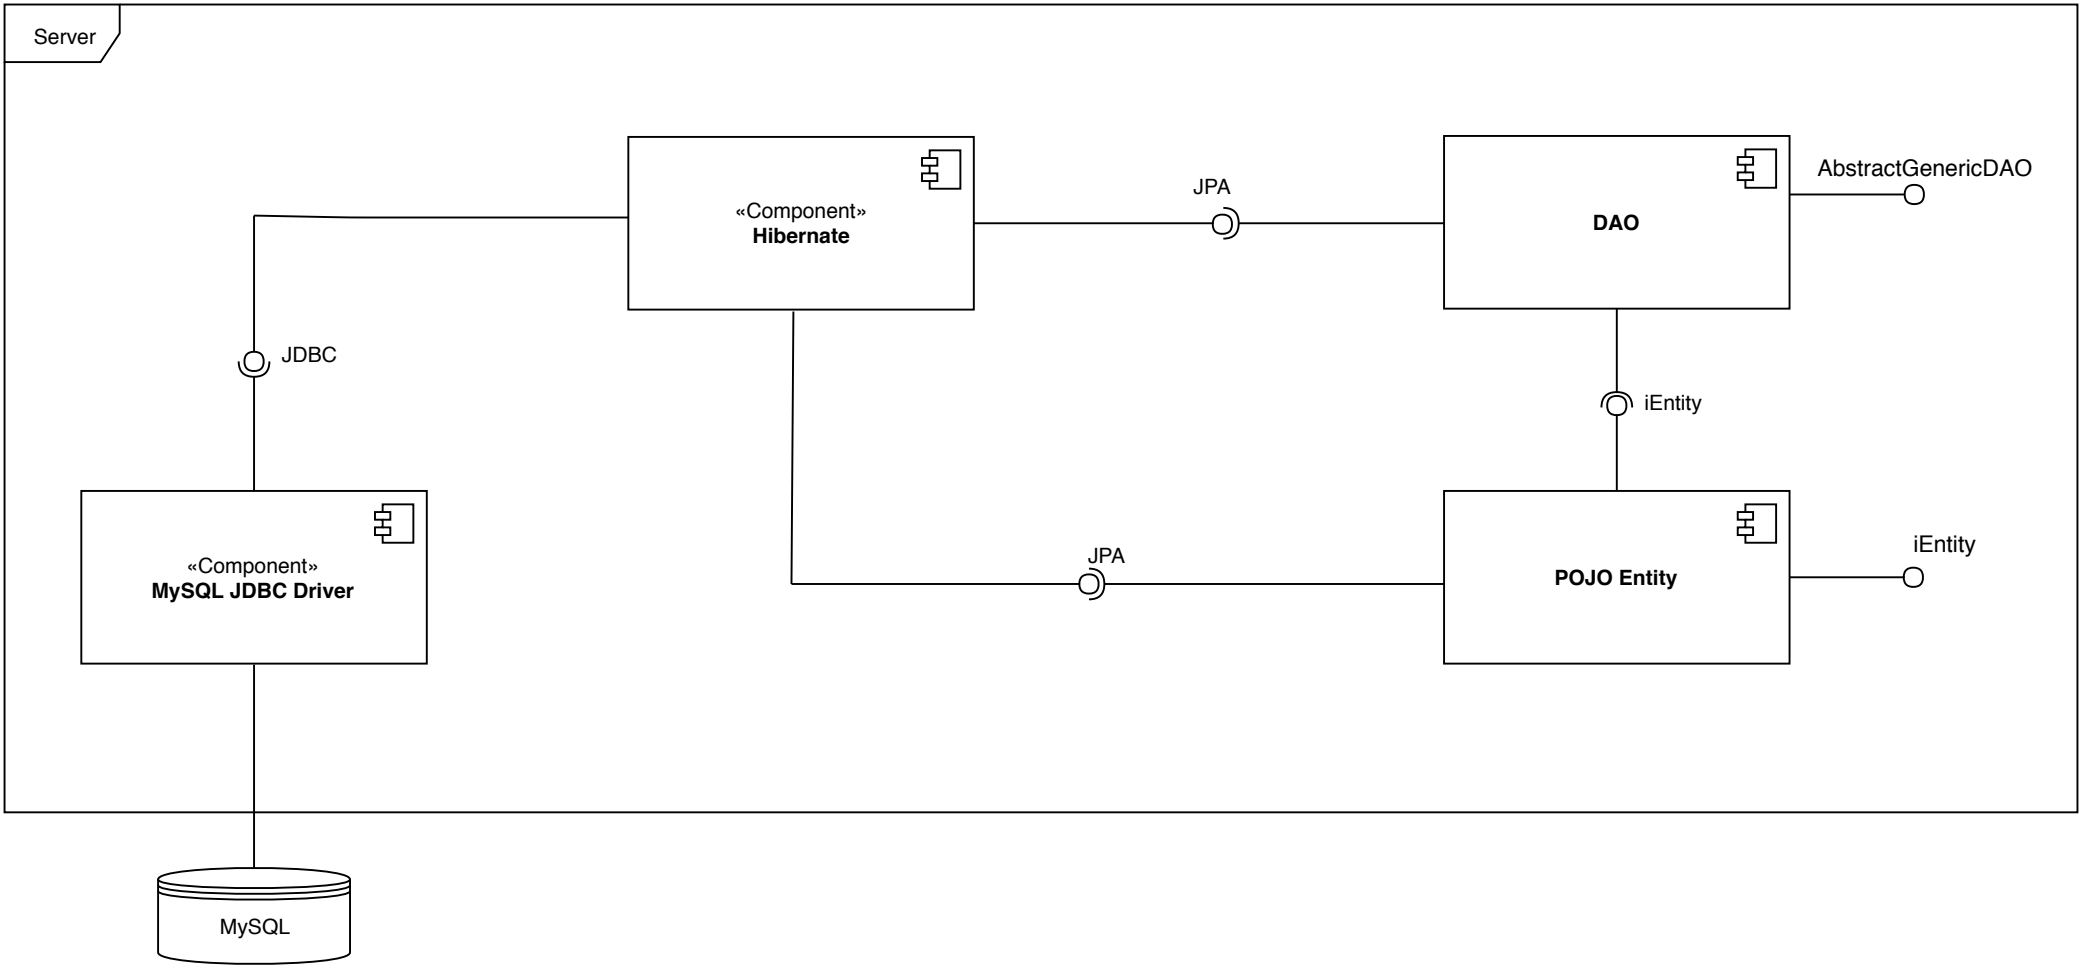 Server
«Component»
Hibernate
JPA
DAO
AbstractGenericDAO
JDBC
iEntity
«Component»
MySQL JDBC Driver
JPA
POJO Entity
iEntity
MySQL